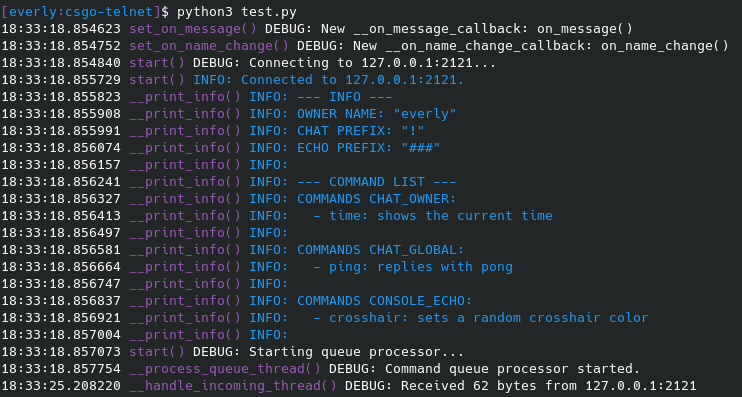 [everly:csgo-telnet]$ python3 test.py
18:33:18.854623 set_on_message() DEBUG: New __on_message_callback: on_message()
18:33:18.854752 set_on_name_change() DEBUG: New __on_name_change_callback: on_name_change()
18:33:18.854840 start() DEBUG: Connecting to 127.0.0.1:2121...
18:33:18.855729 start() INFO: Connected to 127.0.0.1:2121.
18:33:18.855823 __print_info() INFO: --- INFO ---
18:33:18.855908 __print_info() INFO: OWNER NAME: "everly"
18:33:18.855991 __print_info() INFO: CHAT PREFIX: "!"
18:33:18.856074 __print_info() INFO: ECHO PREFIX: "###"
18:33:18.856157 __print_info() INFO:
18:33:18.856241 __print_info() INFO: --- COMMAND LIST ---
18:33:18.856327 __print_info() INFO: COMMANDS CHAT_OWNER:
18:33:18.856413 __print_info() INFO:   - time: shows the current time
18:33:18.856497 __print_info() INFO:
18:33:18.856581 __print_info() INFO: COMMANDS CHAT_GLOBAL:
18:33:18.856664 __print_info() INFO:   - ping: replies with pong
18:33:18.856747 __print_info() INFO:
18:33:18.856837 __print_info() INFO: COMMANDS CONSOLE_ECHO:
18:33:18.856921 __print_info() INFO:   - crosshair: sets a random crosshair color
18:33:18.857004 __print_info() INFO:
18:33:18.857073 start() DEBUG: Starting queue processor...
18:33:18.857754 __process_queue_thread() DEBUG: Command queue processor started.
18:33:25.208220 __handle_incoming_thread() DEBUG: Received 62 bytes from 127.0.0.1:2121